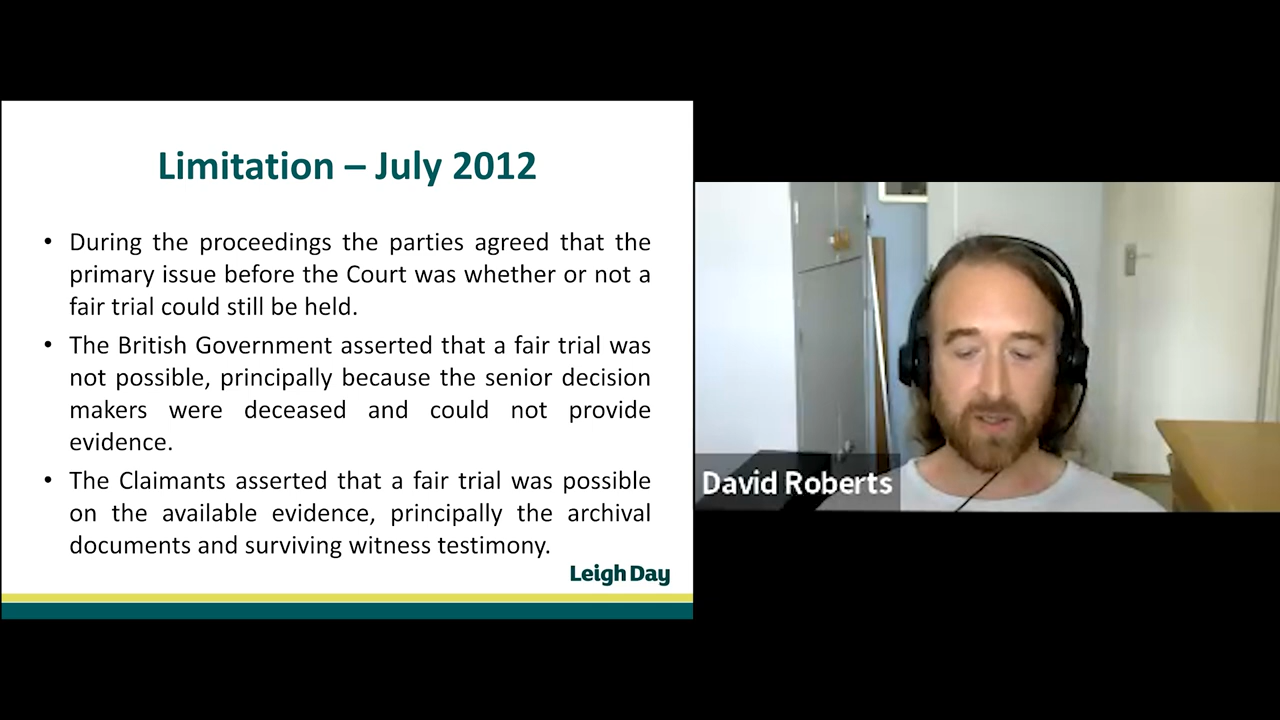 Limitation – July 2012
• During the proceedings the parties agreed that the
primary issue before the Court was whether or not a
fair trial could still be held.
• The British Government asserted that a fair trial was
not possible, principally because the senior decision
makers were deceased and could not provide
evidence.
• The Claimants asserted that a fair trial was possible
on the available evidence, principally the archival
documents and surviving witness testimony.
Leigh Day
David Roberts